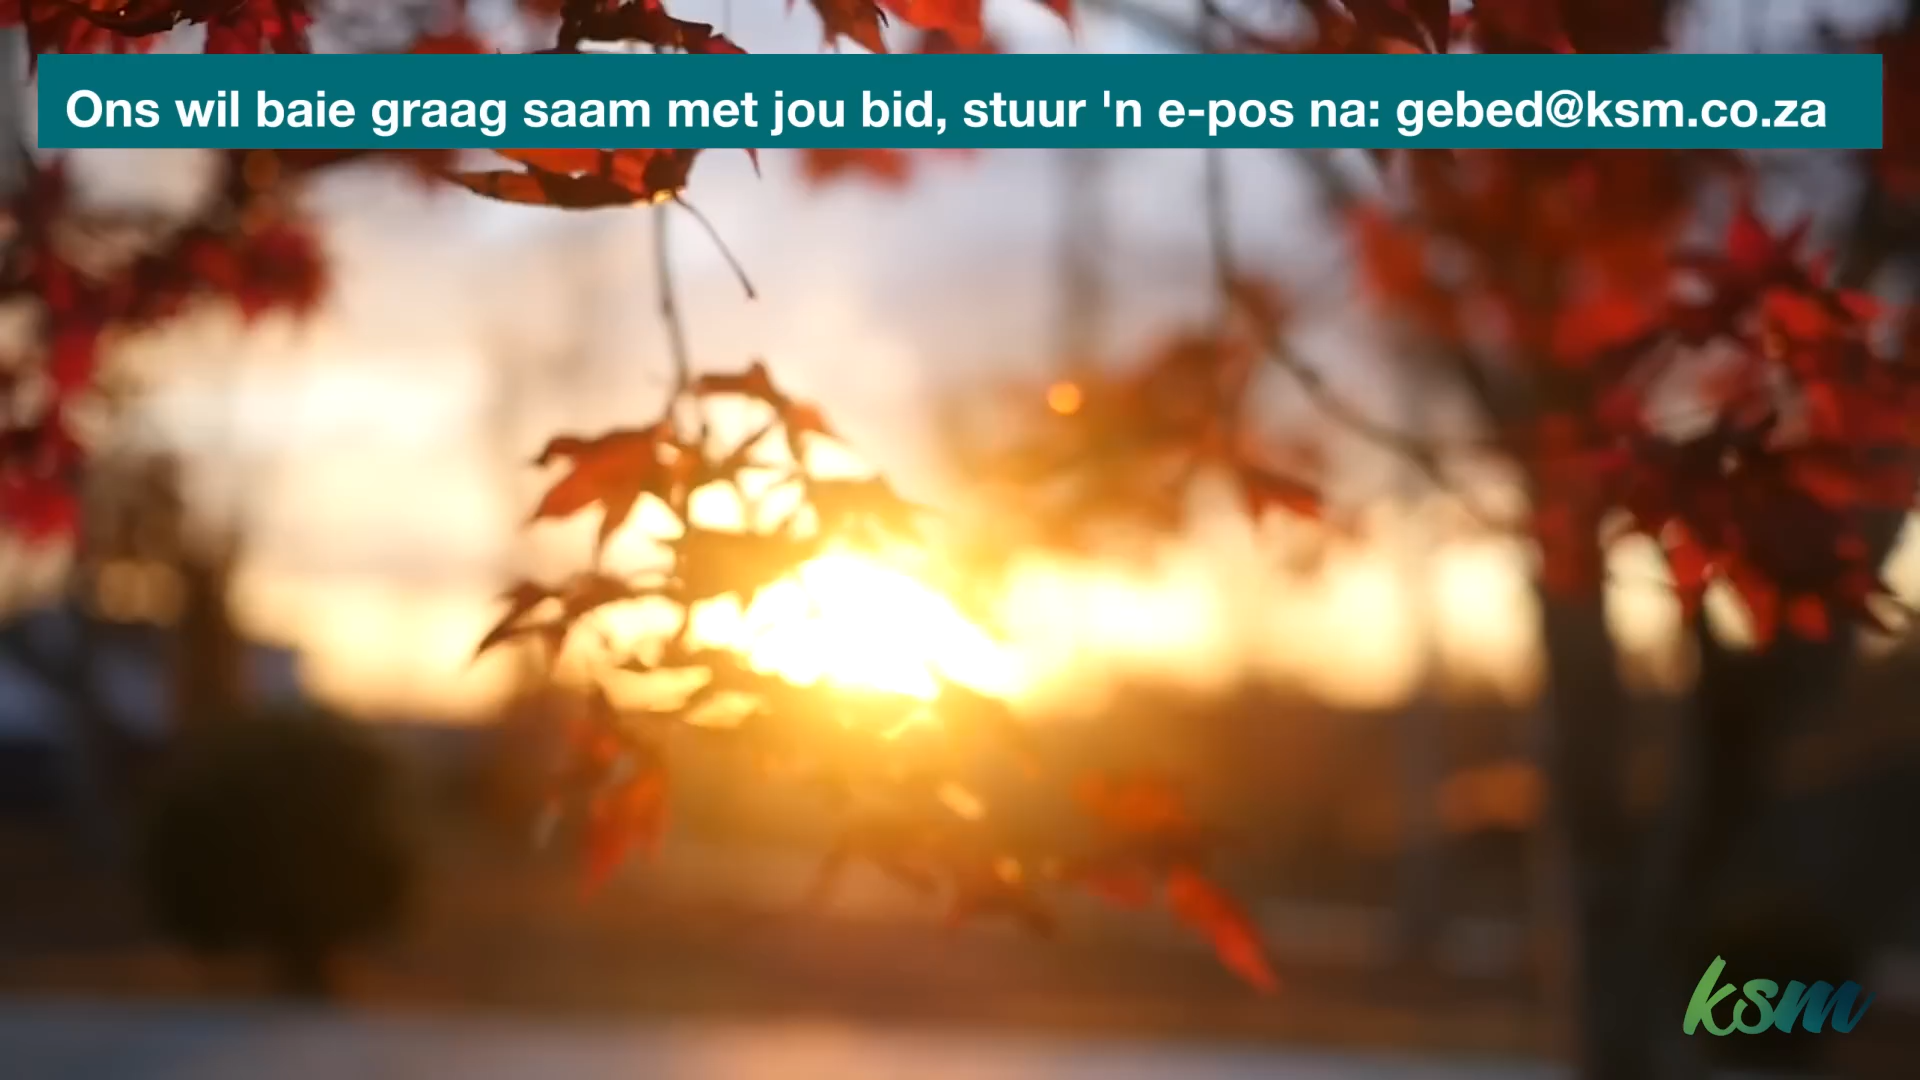 Ons wil baie graag saam met jou bid, stuur 'n e-pos na: gebed@ksm.co.za
ksm